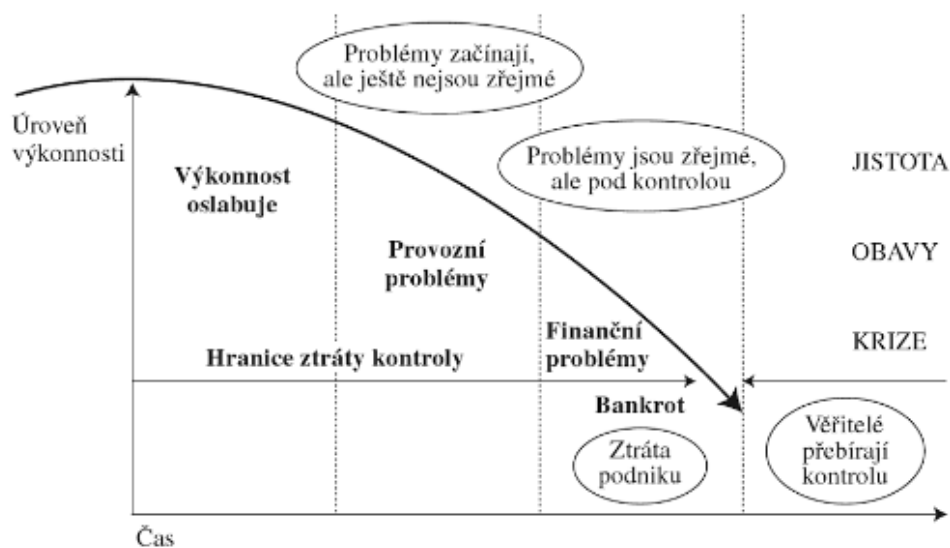 Problémy začínají,
ale ještě nejsou zřejmé
Úroveň
výkonnosti
Problémy jsou zřejmé,
ale pod kontrolou
JISTOTA
Výkonnost
oslabuje
Provozní
problémy
OBAVY
Finanční
problémy
KRIZE
Hranice ztráty kontroly
Bankrot
Ztráta
podniku
Věřitelé
přebírají
kontrolu
Čas